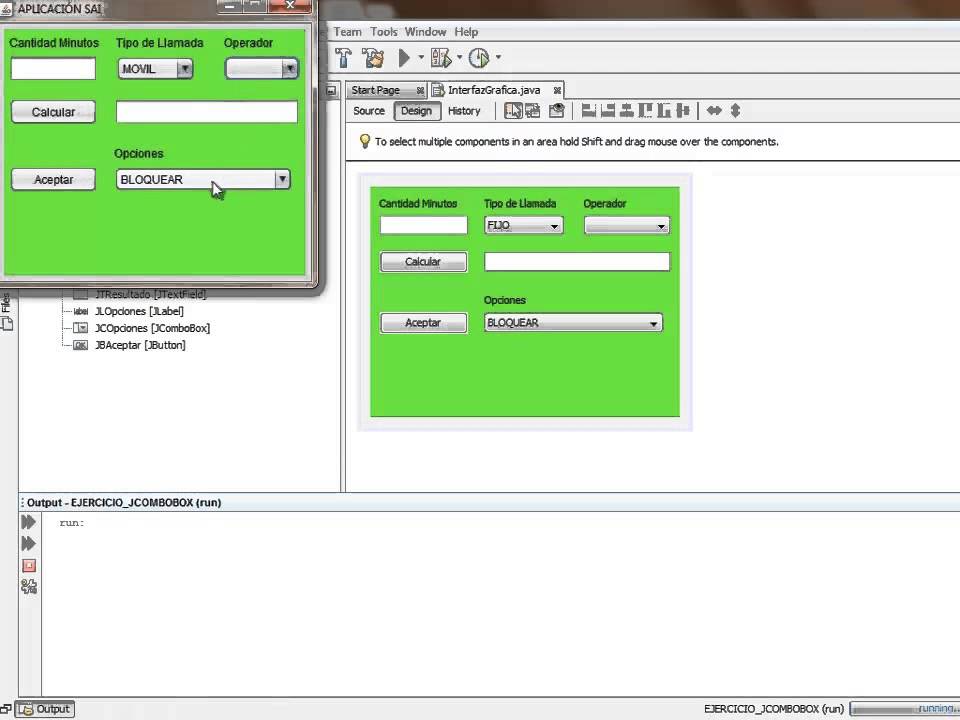 APLICACIÓN SAI
Cantidad Minutos Tipo de Llamada Operador
MOVIL
Calcular
Opciones
Aceptar BLOQUEAR
Team Tools Window Help
Start Page InterfazGrafica.java
Source Design History
To select multiple components in an area hold Shift and drag mouse over the components.
Cantidad Minutos Tipo de Llamada Operador
FIJO
Calcular
Opciones
Aceptar BLOQUEAR
Files
JTResultado [JTextField]
label JLOpciones [JLabel]
JCOpciones [JComboBox]
OK JBAceptar [JButton]
Output - EJERCICIO_JCOMBOBOX (run)
run:
Output
EJERCICIO_JCOMBOBOX (run) running...